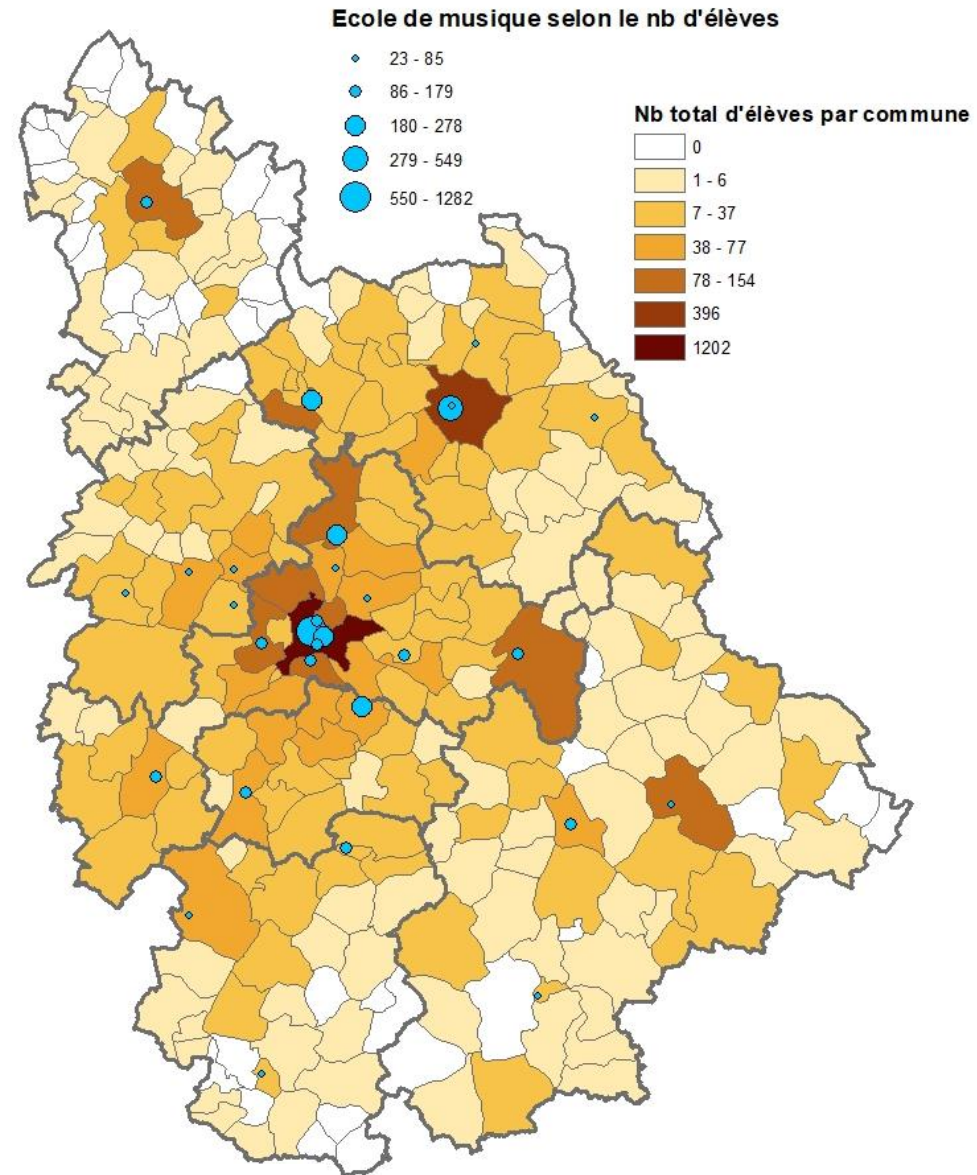 Ecole de musique selon le nb d'élèves
23 - 85
86 - 179
180 - 278
279 - 549
550 - 1282
Nb total d'élèves par commune
0
1 - 6
7 - 37
38 - 77
78 - 154
396
1202